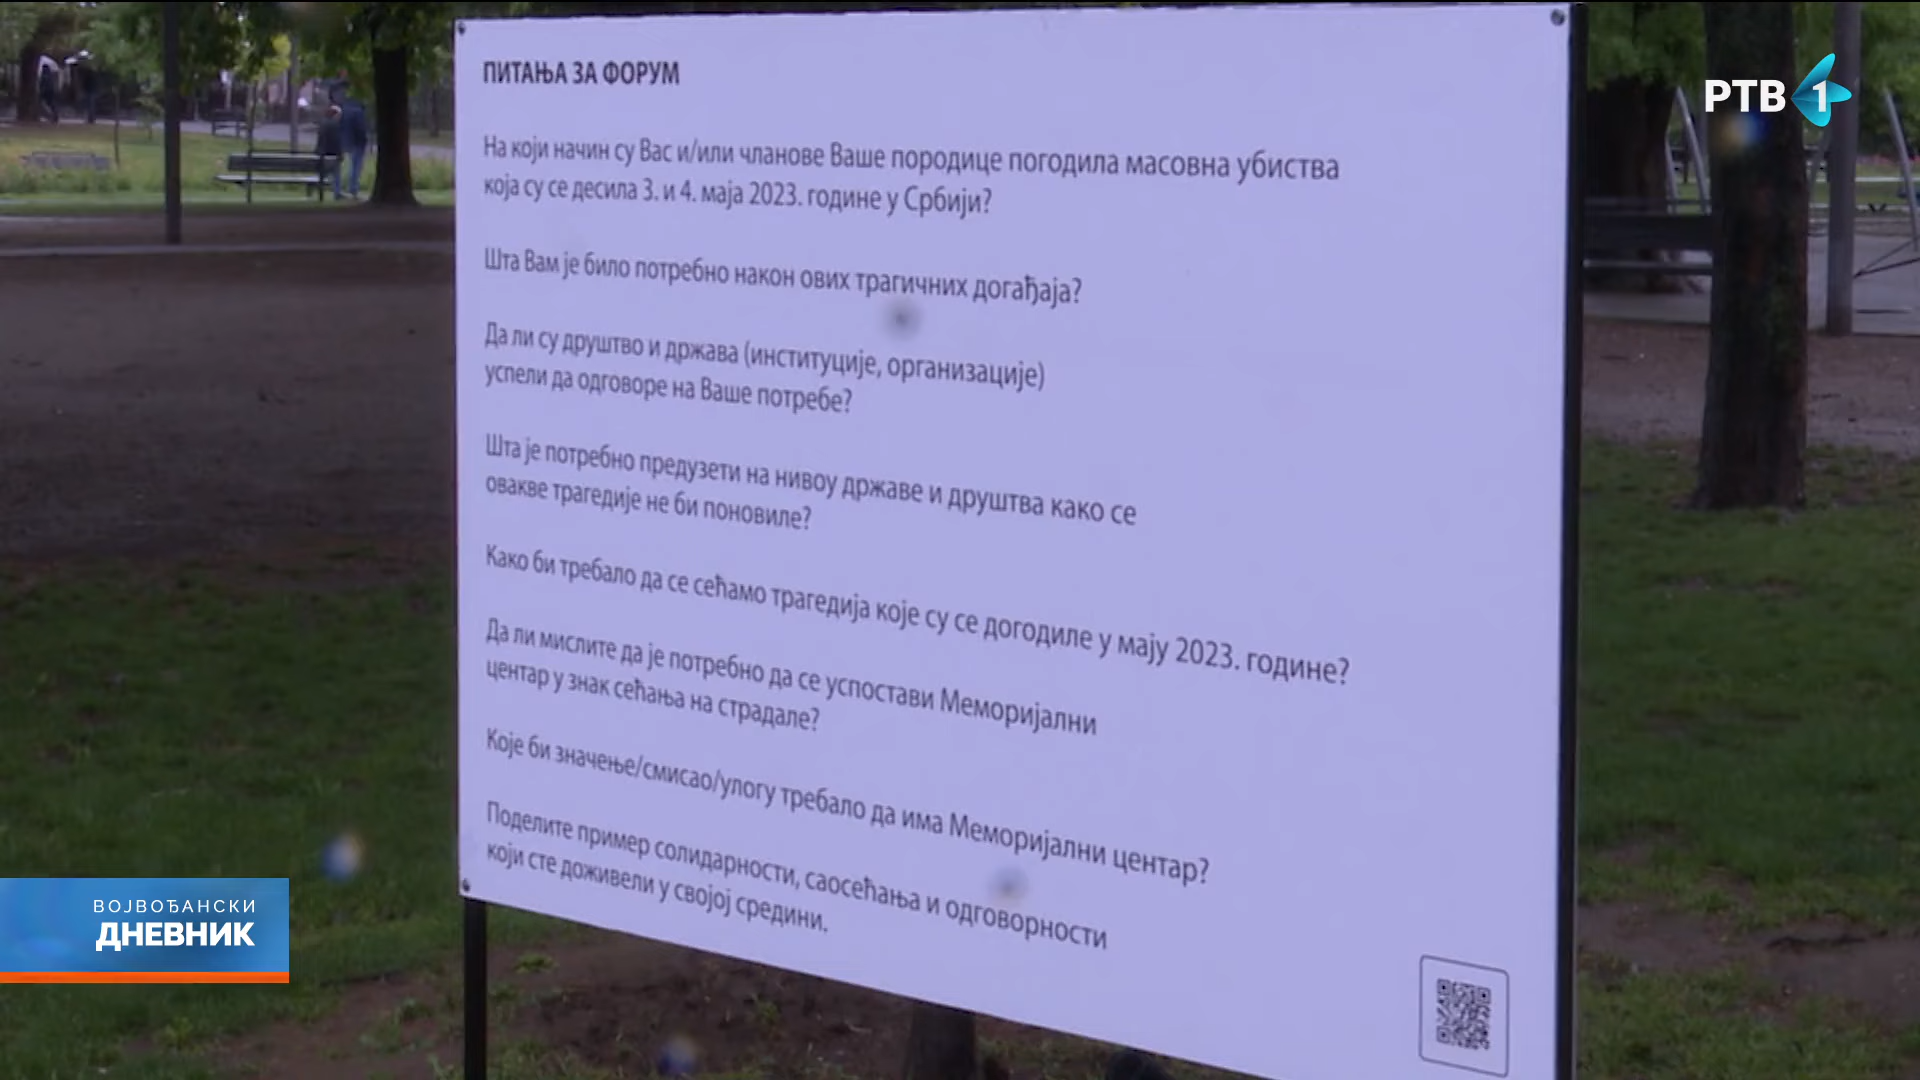 ПИТАЊА ЗА ФОРУМ
На који начин су Вас и/или чланове Ваше породице погодила масовна убиства
која су се десила 3. и 4. маја 2023. године у Србији?
Шта Вам је било потребно након ових трагичних догађаја?
Да ли су друштво и држава (институције, организације)
успели да одговоре на Ваше потребе?
Шта је потребно предузети на нивоу државе и друштва како се
овакве трагедије не би поновиле?
Како би требало да се сећамо трагедија које су се догодиле у мају 2023. године?
Да ли мислите да је потребно да се успостави Меморијални
центар у знак сећања на страдале?
Које би значење/смисао/улогу требало да има Меморијални центар?
Поделите пример солидарности, саосећања и одговорности
који сте доживели у својој средини.
РТВ 1
ВОЈВОЂАНСКИ
ДНЕВНИК